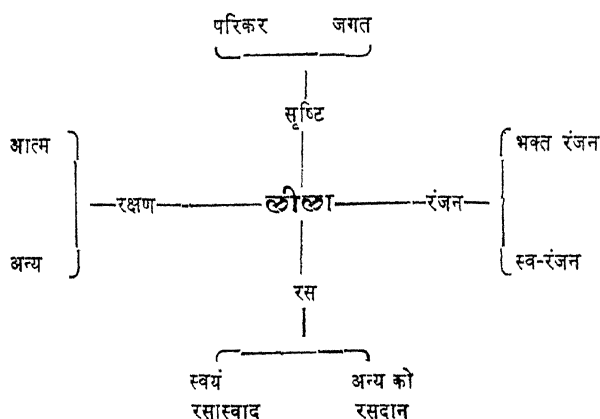 परिकर जगत
सृष्टि
आत्म
भक्त रंजन
रक्षण लीला रंजन
अन्य
स्व-रंजन
रस
स्वयं अन्य को
रसास्वाद रसदान